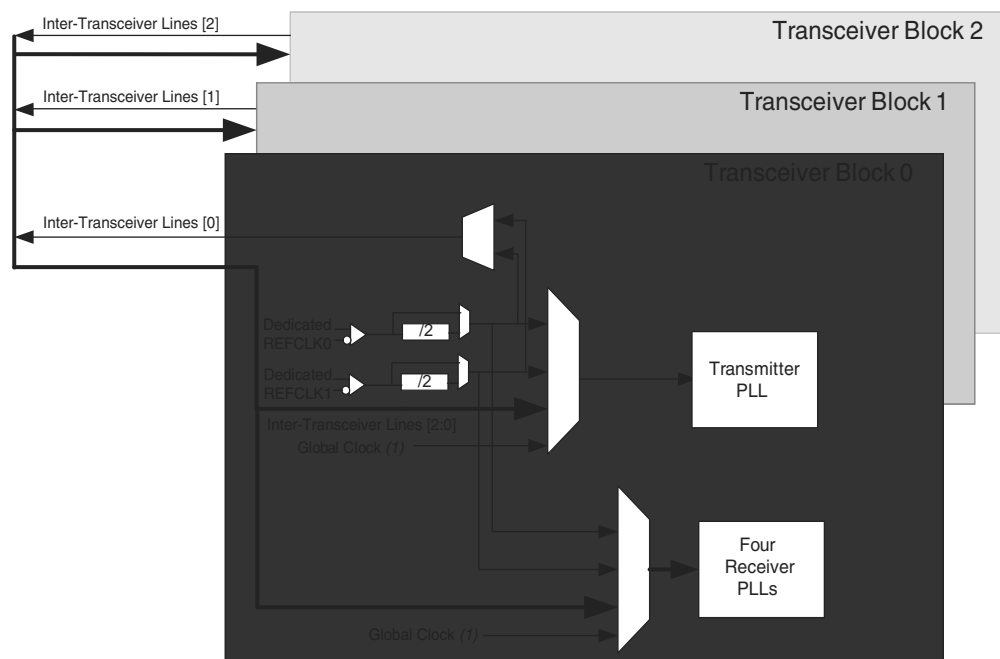 Inter-Transceiver Lines [2]
Transceiver Block 2
Inter-Transceiver Lines [1]
Transceiver Block 1
Transceiver Block 0
Inter-Transceiver Lines [0]
Dedicated
REFCLK0
/2
Dedicated
REFCLK1
/2
Transmitter
PLL
Inter-Transceiver Lines [2:0]
Global Clock (1)
Four
Receiver
PLLs
Global Clock (1)